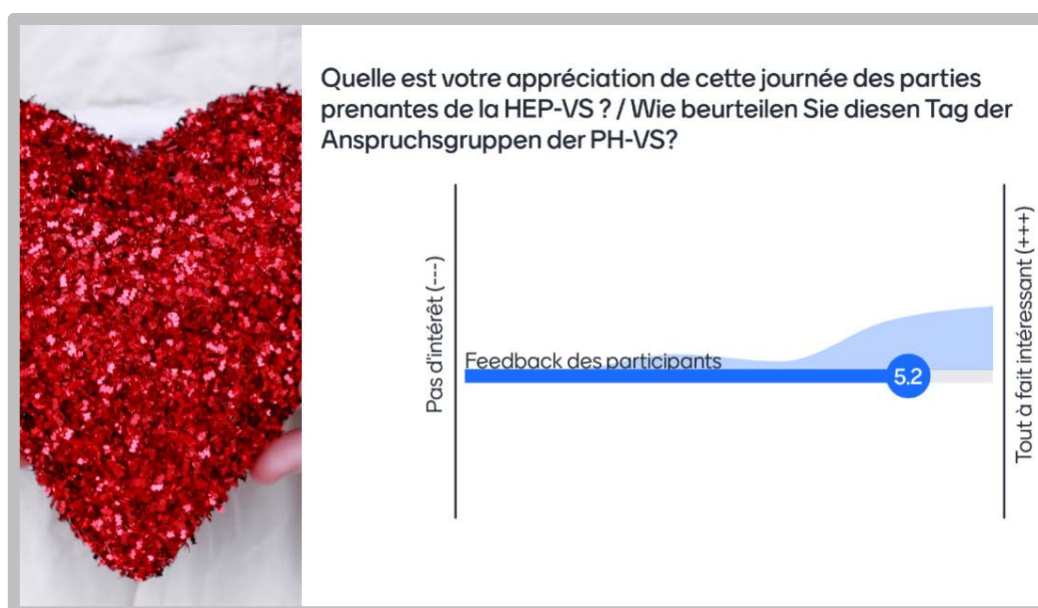 Quelle est votre appréciation de cette journée des parties
prenantes de la HEP-VS ? / Wie beurteilen Sie diesen Tag der
Anspruchsgruppen der PH-VS?
Pas d'intérêt (---)
Feedback des participants
5.2
Tout à fait intéressant (+++)